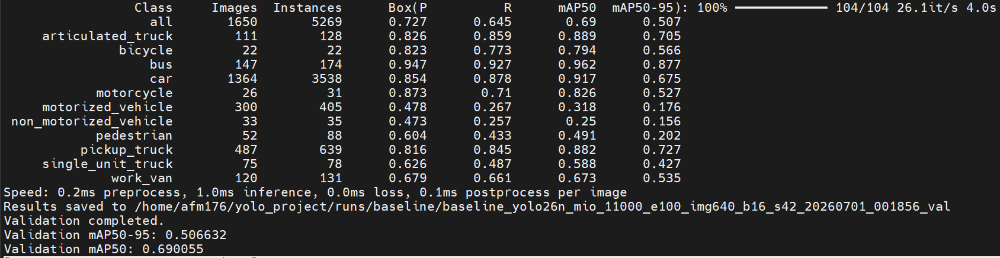 Class Images Instances Box(P R mAP50 mAP50-95): 100% ━━━━━━━━━━━━ 104/104 26.1it/s 4.0s
all 1650 5269 0.727 0.645 0.69 0.507
articulated_truck 111 128 0.826 0.859 0.889 0.705
bicycle 22 22 0.823 0.773 0.794 0.566
bus 147 174 0.947 0.927 0.962 0.877
car 1364 3538 0.854 0.878 0.917 0.675
motorcycle 26 31 0.873 0.71 0.826 0.527
motorized_vehicle 300 405 0.478 0.267 0.318 0.176
non_motorized_vehicle 33 35 0.473 0.257 0.25 0.156
pedestrian 52 88 0.604 0.433 0.491 0.202
pickup_truck 487 639 0.816 0.845 0.882 0.727
single_unit_truck 75 78 0.626 0.487 0.588 0.427
work_van 120 131 0.679 0.661 0.673 0.535
Speed: 0.2ms preprocess, 1.0ms inference, 0.0ms loss, 0.1ms postprocess per image
Results saved to /home/afm176/yolo_project/runs/baseline/baseline_yolo26n_mio_11000_e100_img640_b16_s42_20260701_001856_val
Validation completed.
Validation mAP50-95: 0.506632
Validation mAP50: 0.690055